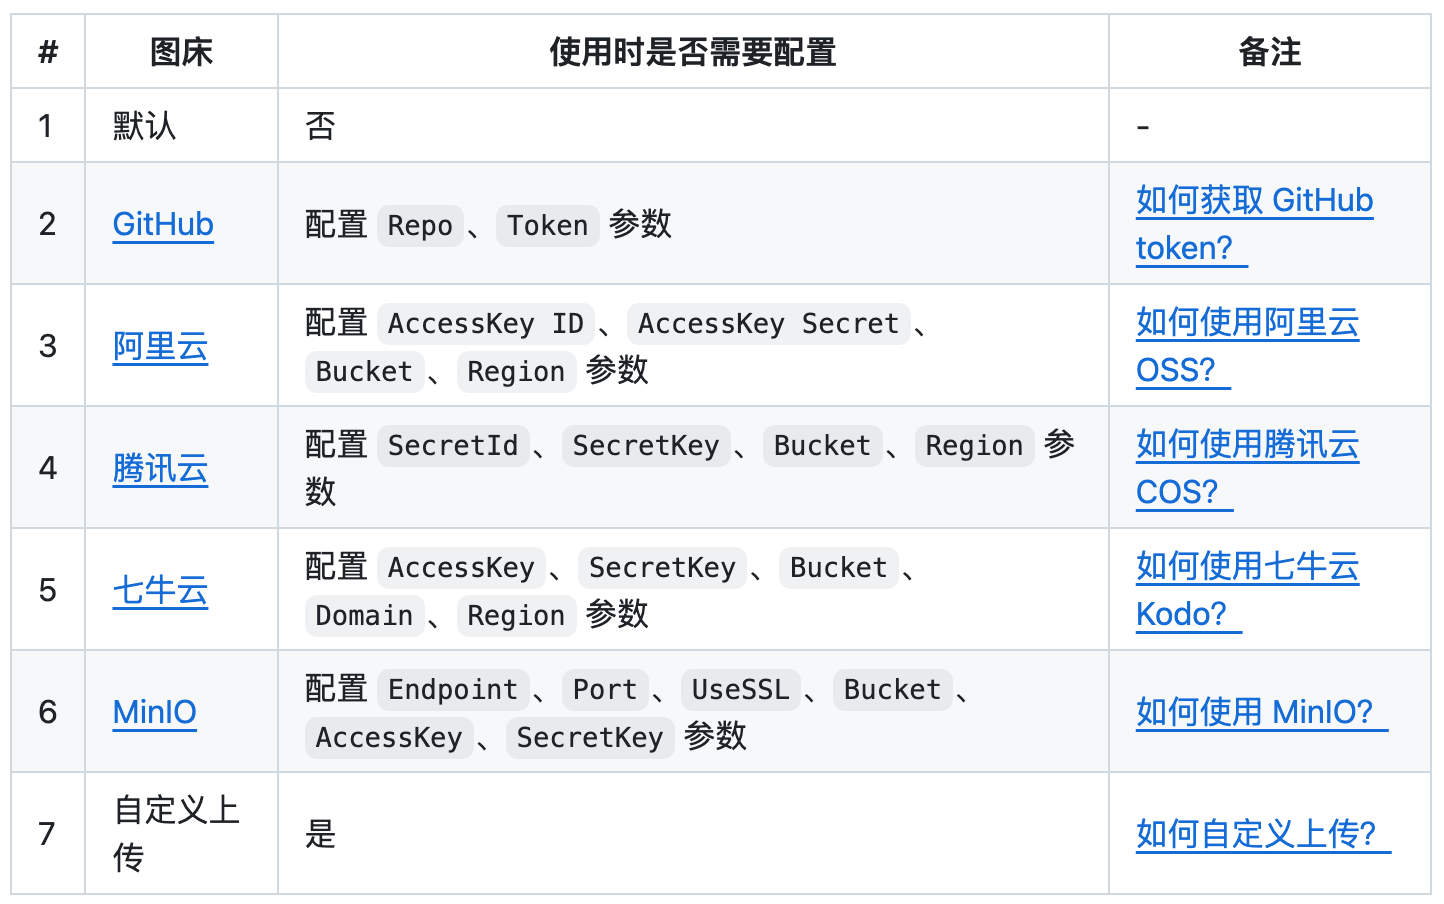 # 图床 使用时是否需要配置 备注
1 默认 否 -
2 GitHub 配置 Repo、Token 参数 如何获取 GitHub
token?
3 阿里云 配置 AccessKey ID、AccessKey Secret、
Bucket、Region 参数 如何使用阿里云
OSS?
4 腾讯云 配置 SecretId、SecretKey、Bucket、Region 参
数 如何使用腾讯云
COS?
5 七牛云 配置 AccessKey、SecretKey、Bucket、
Domain、Region 参数 如何使用七牛云
Kodo?
6 MinIO 配置 Endpoint、Port、UseSSL、Bucket、
AccessKey、SecretKey 参数 如何使用 MinIO?
7 自定义上
传 是 如何自定义上传?